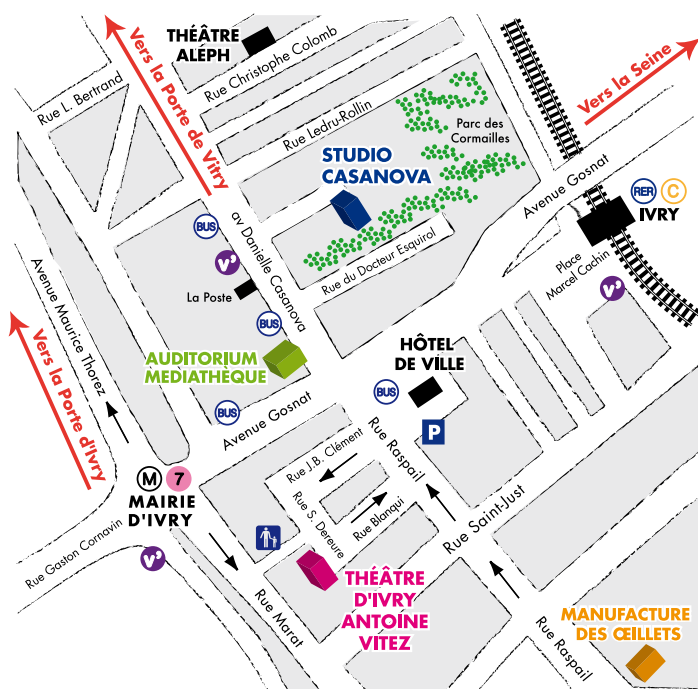 THÉÂTRE
ALEPH
Rue Christophe Colomb
Vers la Porte de Vitry
Vers la Seine
Rue L. Bertrand
Rue Ledru-Rollin
Parc des
Cormailles
STUDIO
CASANOVA
Avenue Gosnat
RER
C
IVRY
BUS
av Danielle Casanova
v'
Rue du Docteur Esquirol
La Poste
Place
Marcel Cachin
v'
Avenue Maurice Thorez
BUS
Vers la Porte d'Ivry
AUDITORIUM
MEDIATHÈQUE
HÔTEL
DE VILLE
BUS
BUS
Avenue Gosnat
P
Rue Raspail
Rue J.B. Clément
M
7
MAIRIE
D'IVRY
Rue S. Dereure
Rue Blanqui
Rue Saint-Just
Rue Gaston Cornavin
v'
THÉÂTRE
D'IVRY
ANTOINE
VITEZ
Rue Marat
Rue Raspail
MANUFACTURE
DES ŒILLETS